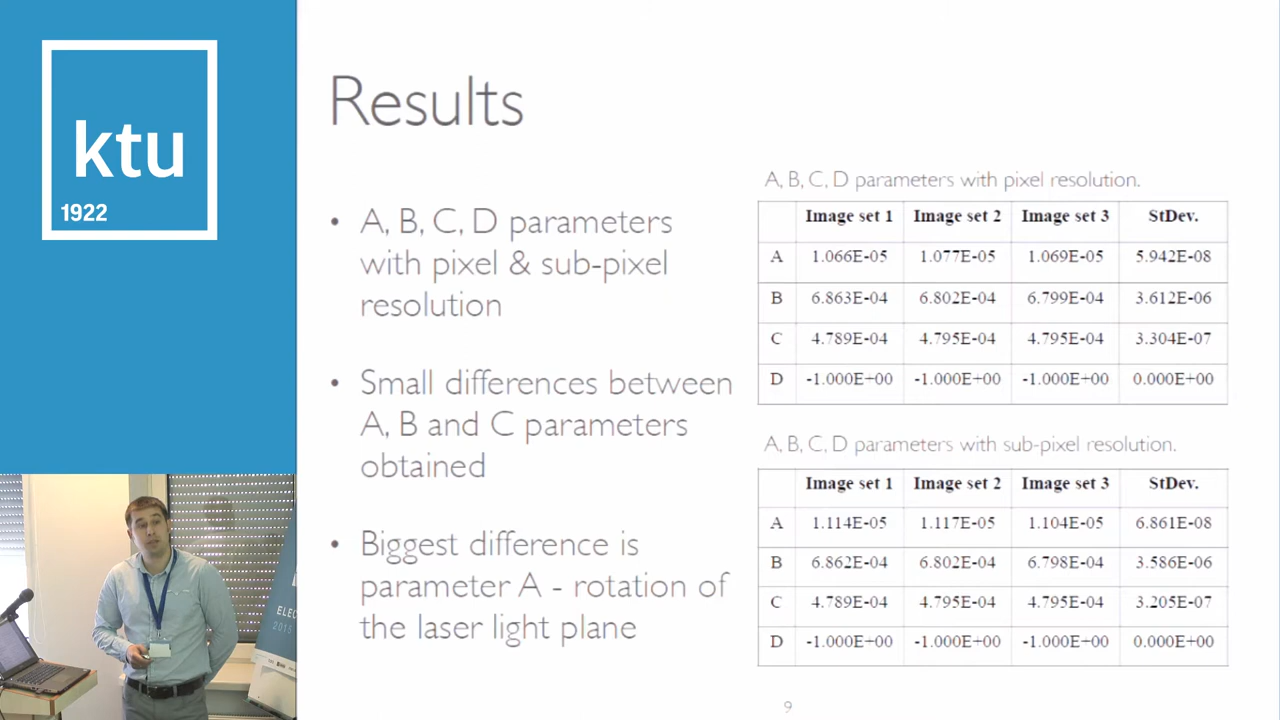 ktu
1922
Results
• A, B, C, D parameters
with pixel & sub-pixel
resolution
• Small differences between
A, B and C parameters
obtained
• Biggest difference is
parameter A - rotation of
the laser light plane
A, B, C, D parameters with pixel resolution.
Image set 1 Image set 2 Image set 3 StDev.
A 1.066E-05 1.077E-05 1.069E-05 5.942E-08
B 6.863E-04 6.802E-04 6.799E-04 3.612E-06
C 4.789E-04 4.795E-04 4.795E-04 3.304E-07
D -1.000E+00 -1.000E+00 -1.000E+00 0.000E+00
A, B, C, D parameters with sub-pixel resolution.
Image set 1 Image set 2 Image set 3 StDev.
A 1.114E-05 1.117E-05 1.104E-05 6.861E-08
B 6.862E-04 6.802E-04 6.798E-04 3.586E-06
C 4.789E-04 4.795E-04 4.795E-04 3.205E-07
D -1.000E+00 -1.000E+00 -1.000E+00 0.000E+00
9